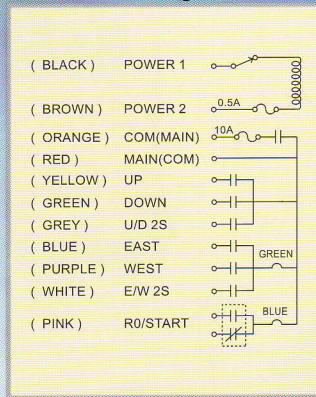 ( BLACK ) POWER 1
( BROWN ) POWER 2 0.5A
( ORANGE ) COM(MAIN) 10A
( RED ) MAIN(COM)
( YELLOW ) UP
( GREEN ) DOWN
( GREY ) U/D 2S
( BLUE ) EAST
GREEN
( PURPLE ) WEST
( WHITE ) E/W 2S
( PINK ) R0/START BLUE